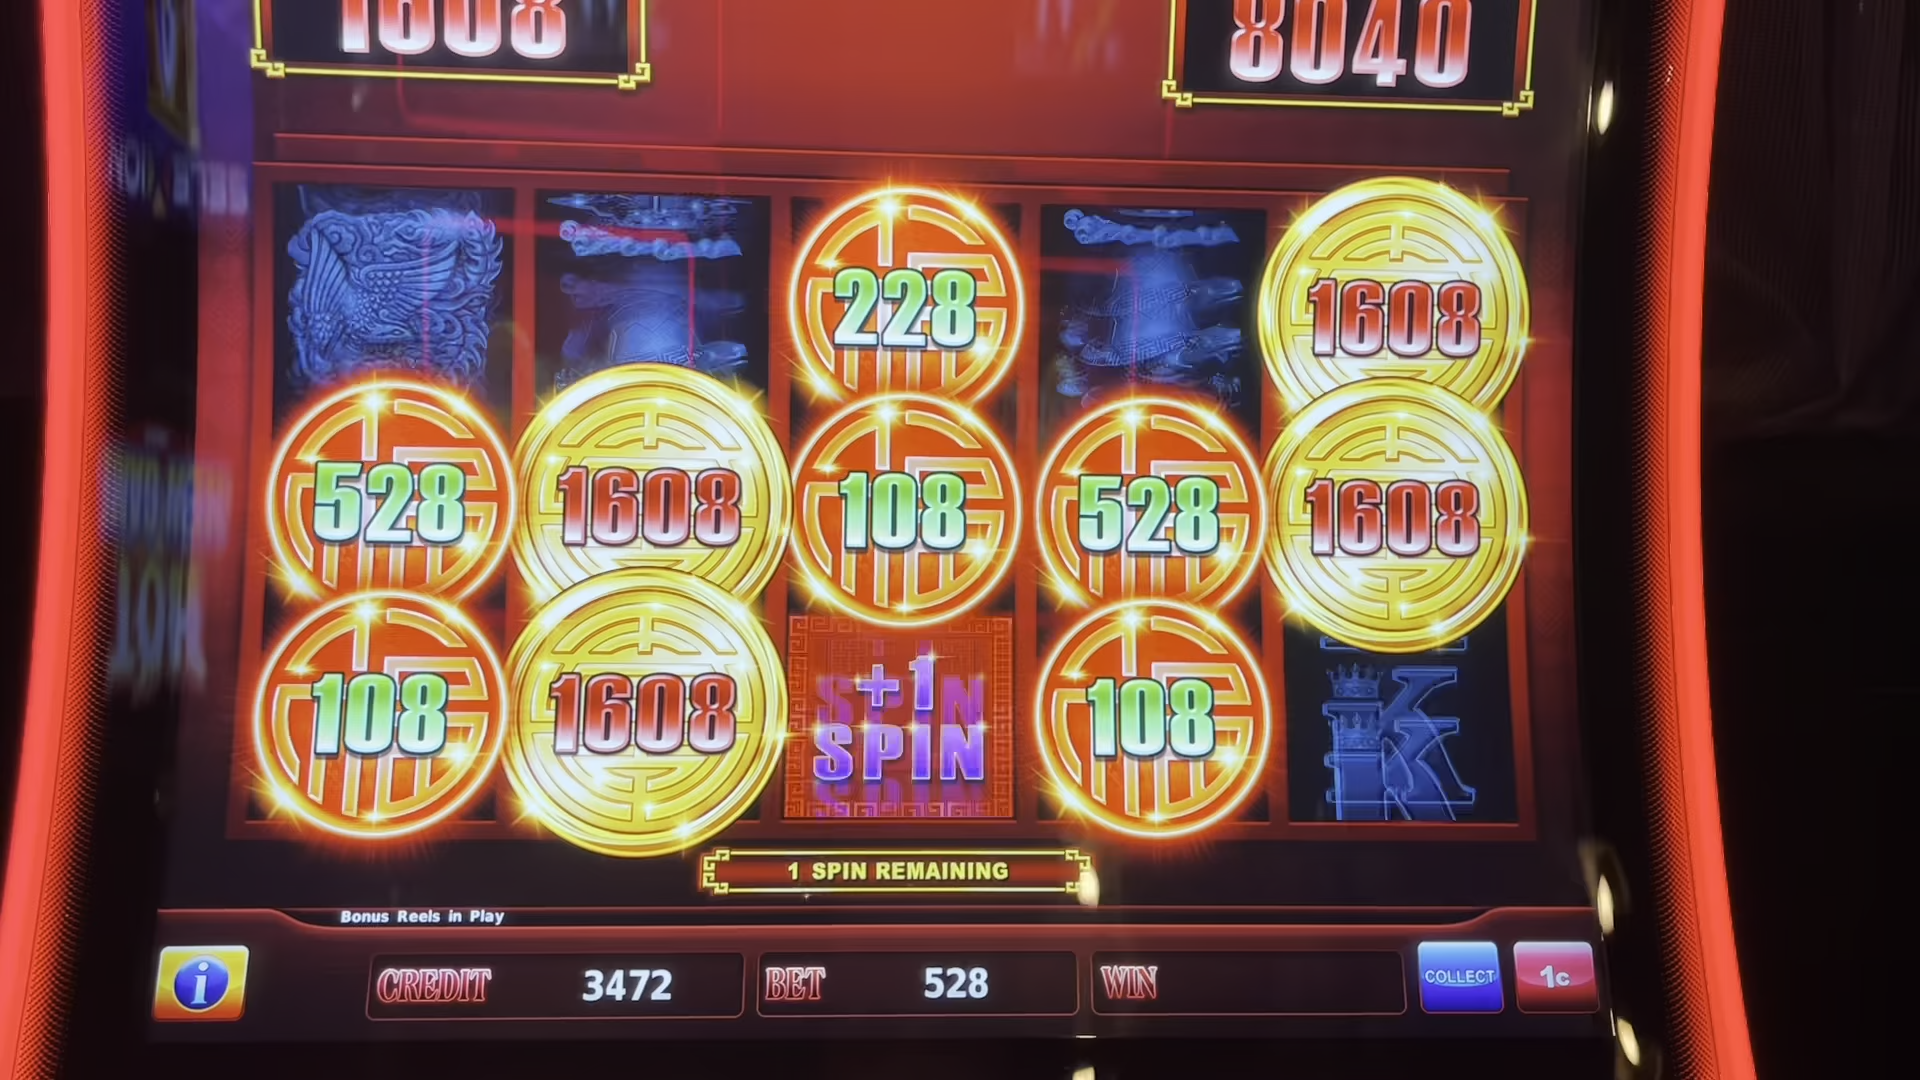 1608
8040
228
1608
528
1608
108
528
1608
108
1608
+1
SPIN
108
K
1 SPIN REMAINING
Bonus Reels in Play
CREDIT 3472 BET 528 WIN COLLECT 1c